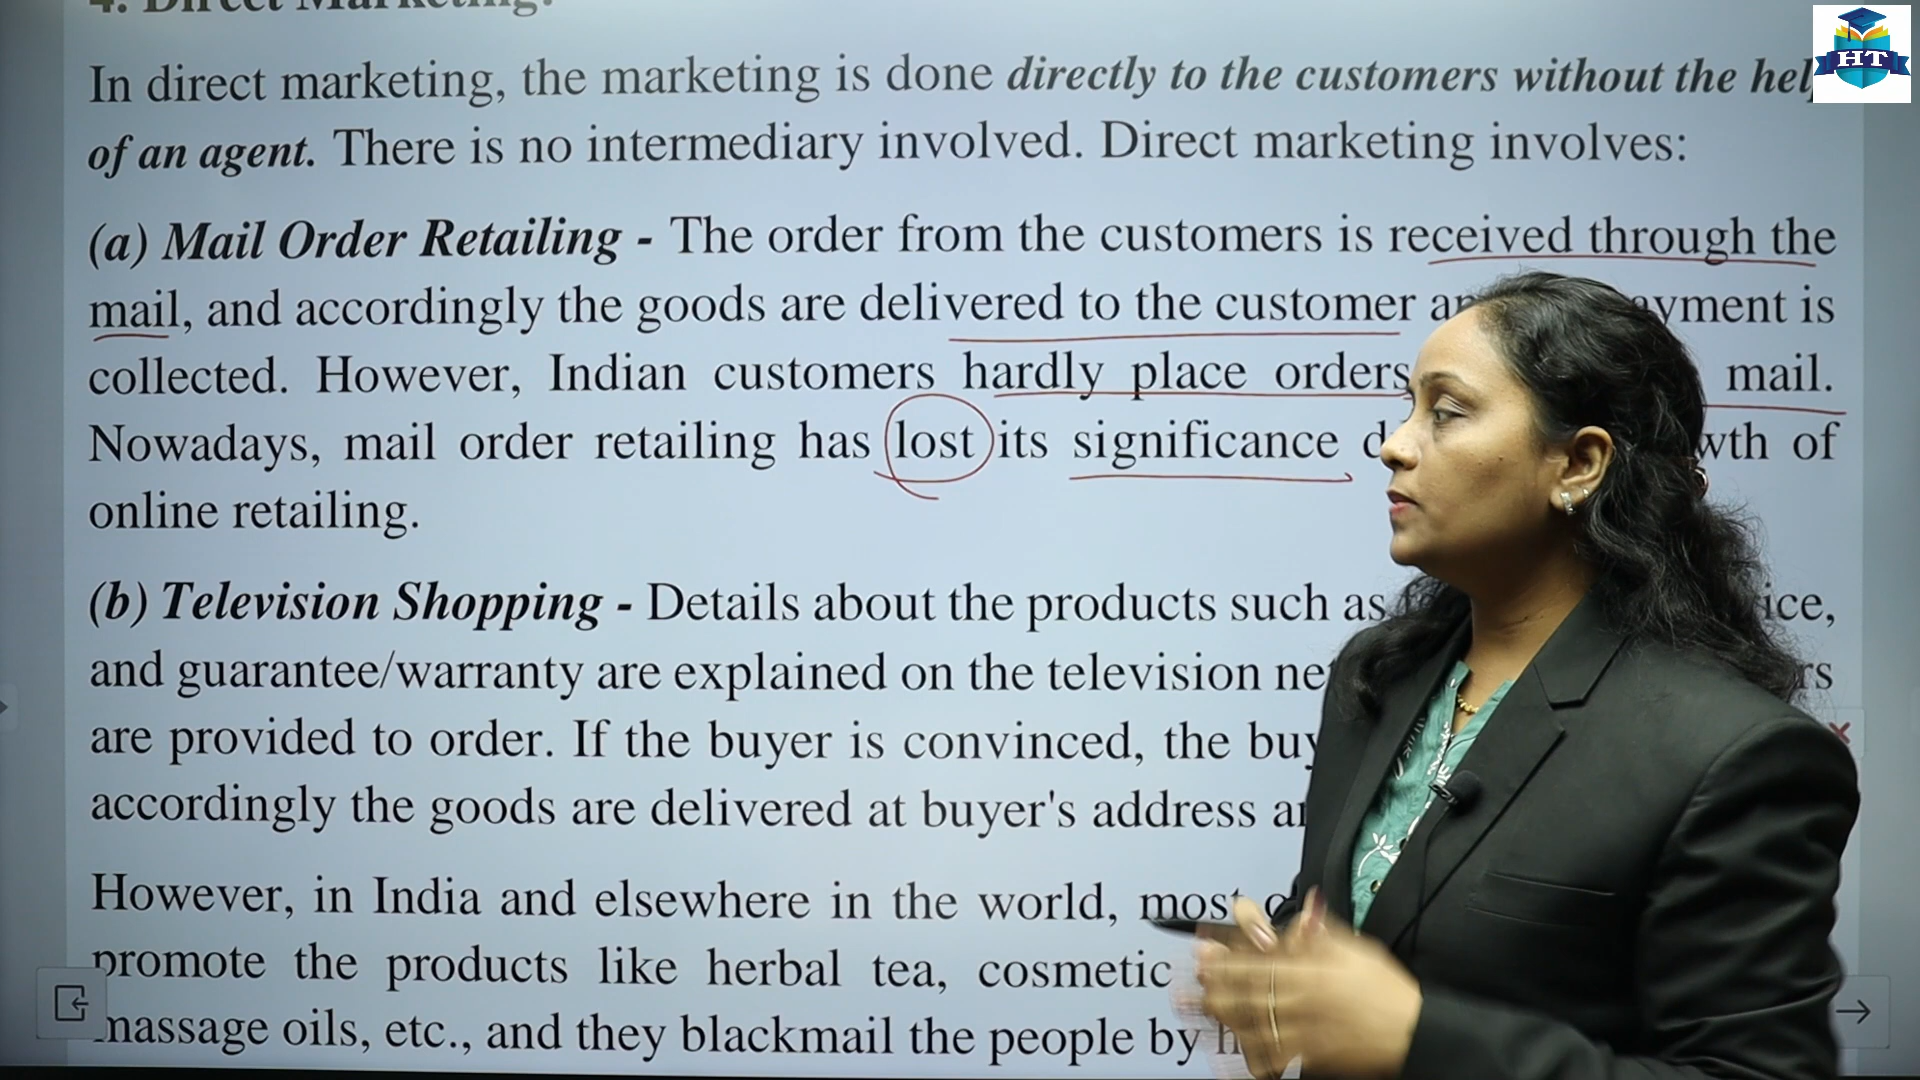 4. Direct Marketing:
In direct marketing, the marketing is done directly to the customers without the
of an agent. There is no intermediary involved. Direct marketing involves:
(a) Mail Order Retailing - The order from the customers is received through the
mail, and accordingly the goods are delivered to the customer is
collected. However, Indian customers hardly place orders mail.
Nowadays, mail order retailing has lost its significance of
online retailing.
(b) Television Shopping - Details about the products such as
and guarantee/warranty are explained on the television
are provided to order. If the buyer is convinced, the
accordingly the goods are delivered at buyer's address
However, in India and elsewhere in the world, most
promote the products like herbal tea, cosmetic
massage oils, etc., and they blackmail the people by
HT